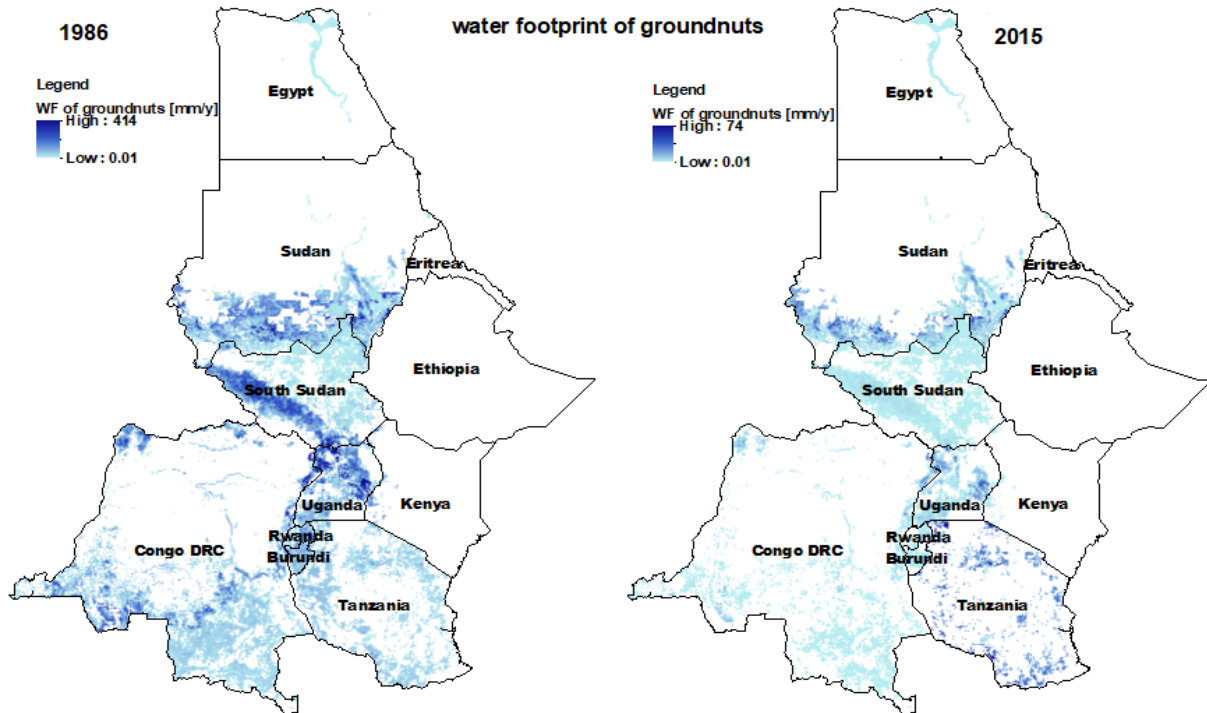 water footprint of groundnuts
1986
Legend
WF of groundnuts [mm/y]
High : 414
Low : 0.01
Egypt
Sudan
Eritrea
Ethiopia
South Sudan
Uganda
Kenya
Rwanda
Congo DRC
Burundi
Tanzania
2015
Legend
WF of groundnuts [mm/y]
High : 74
Low : 0.01
Egypt
Sudan
Eritrea
Ethiopia
South Sudan
Uganda
Kenya
Rwanda
Congo DRC
Burundi
Tanzania